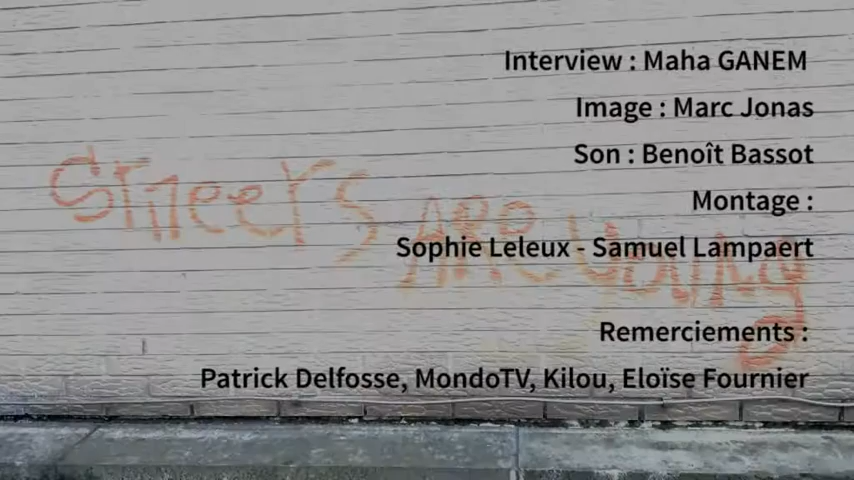 Interview : Maha GANEM
Image : Marc Jonas
Son : Benoît Bassot
Streets
Are Young
Montage :
Sophie Leleux - Samuel Lampaert
Remerciements :
Patrick Delfosse, MondoTV, Kilou, Eloïse Fournier